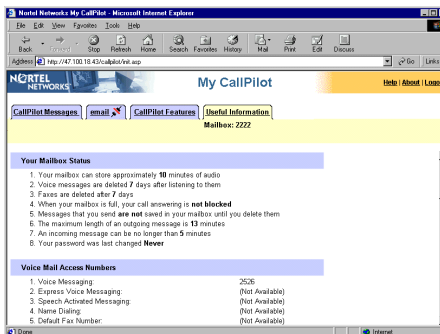 Nortel Networks My CallPilot - Microsoft Internet Explorer
File Edit View Favorites Tools Help
Back Forward Stop Refresh Home Search Favorites History Mail Print Edit Discuss
Address http://47.100.18.43/callpilot/init.asp Go Links
NORTEL NETWORKS
My CallPilot
Help | About | Logo
CallPilot Messages email CallPilot Features Useful Information
Mailbox: 2222
Your Mailbox Status
1. Your mailbox can store approximately 10 minutes of audio
2. Voice messages are deleted 7 days after listening to them
3. Faxes are deleted after 7 days
4. When your mailbox is full, your call answering is not blocked
5. Messages that you send are not saved in your mailbox until you delete them
6. The maximum length of an outgoing message is 13 minutes
7. An incoming message can be no longer than 5 minutes
8. Your password was last changed Never
Voice Mail Access Numbers
1. Voice Messaging: 2526
2. Express Voice Messaging: (Not Available)
3. Speech Activated Messaging: (Not Available)
4. Name Dialing: (Not Available)
5. Default Fax Number: (Not Available)
Done Internet